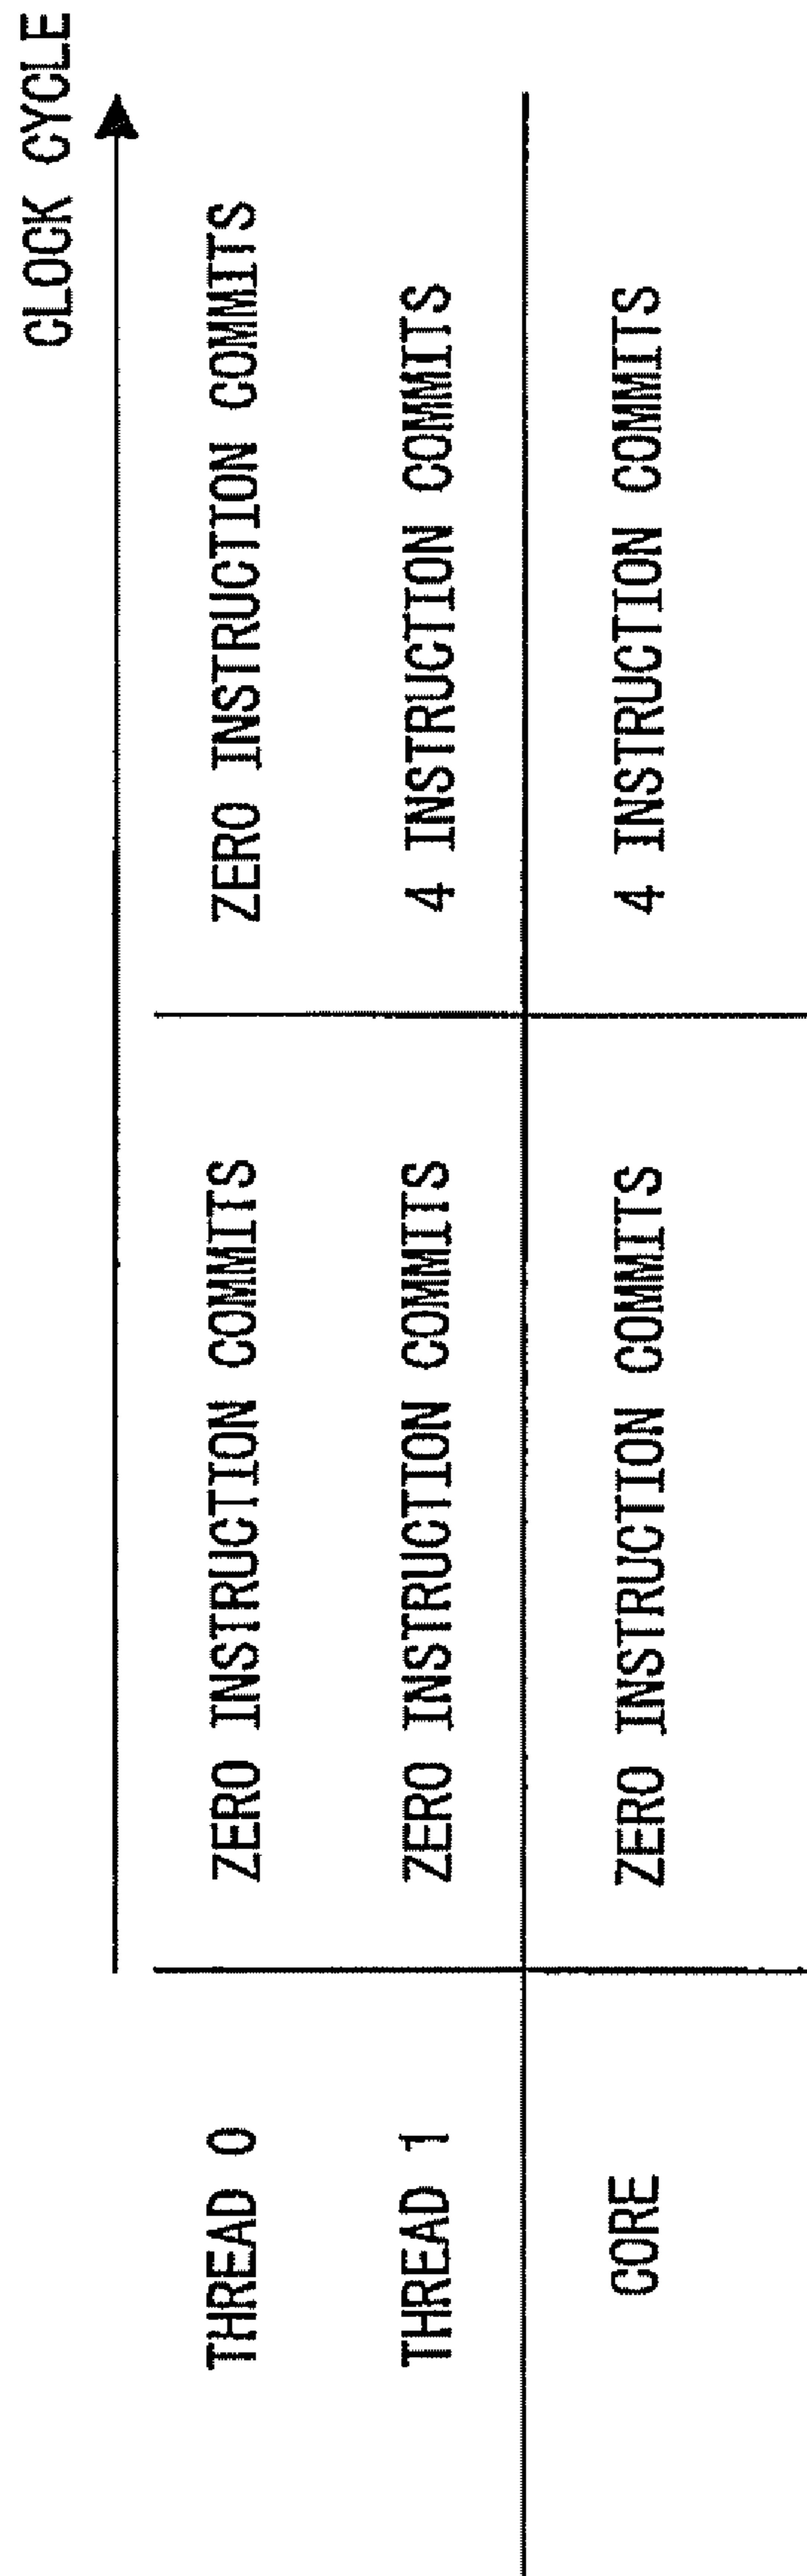 CLOCK CYCLE
THREAD 0 ZERO INSTRUCTION COMMITS ZERO INSTRUCTION COMMITS
THREAD 1 ZERO INSTRUCTION COMMITS 4 INSTRUCTION COMMITS
CORE ZERO INSTRUCTION COMMITS 4 INSTRUCTION COMMITS